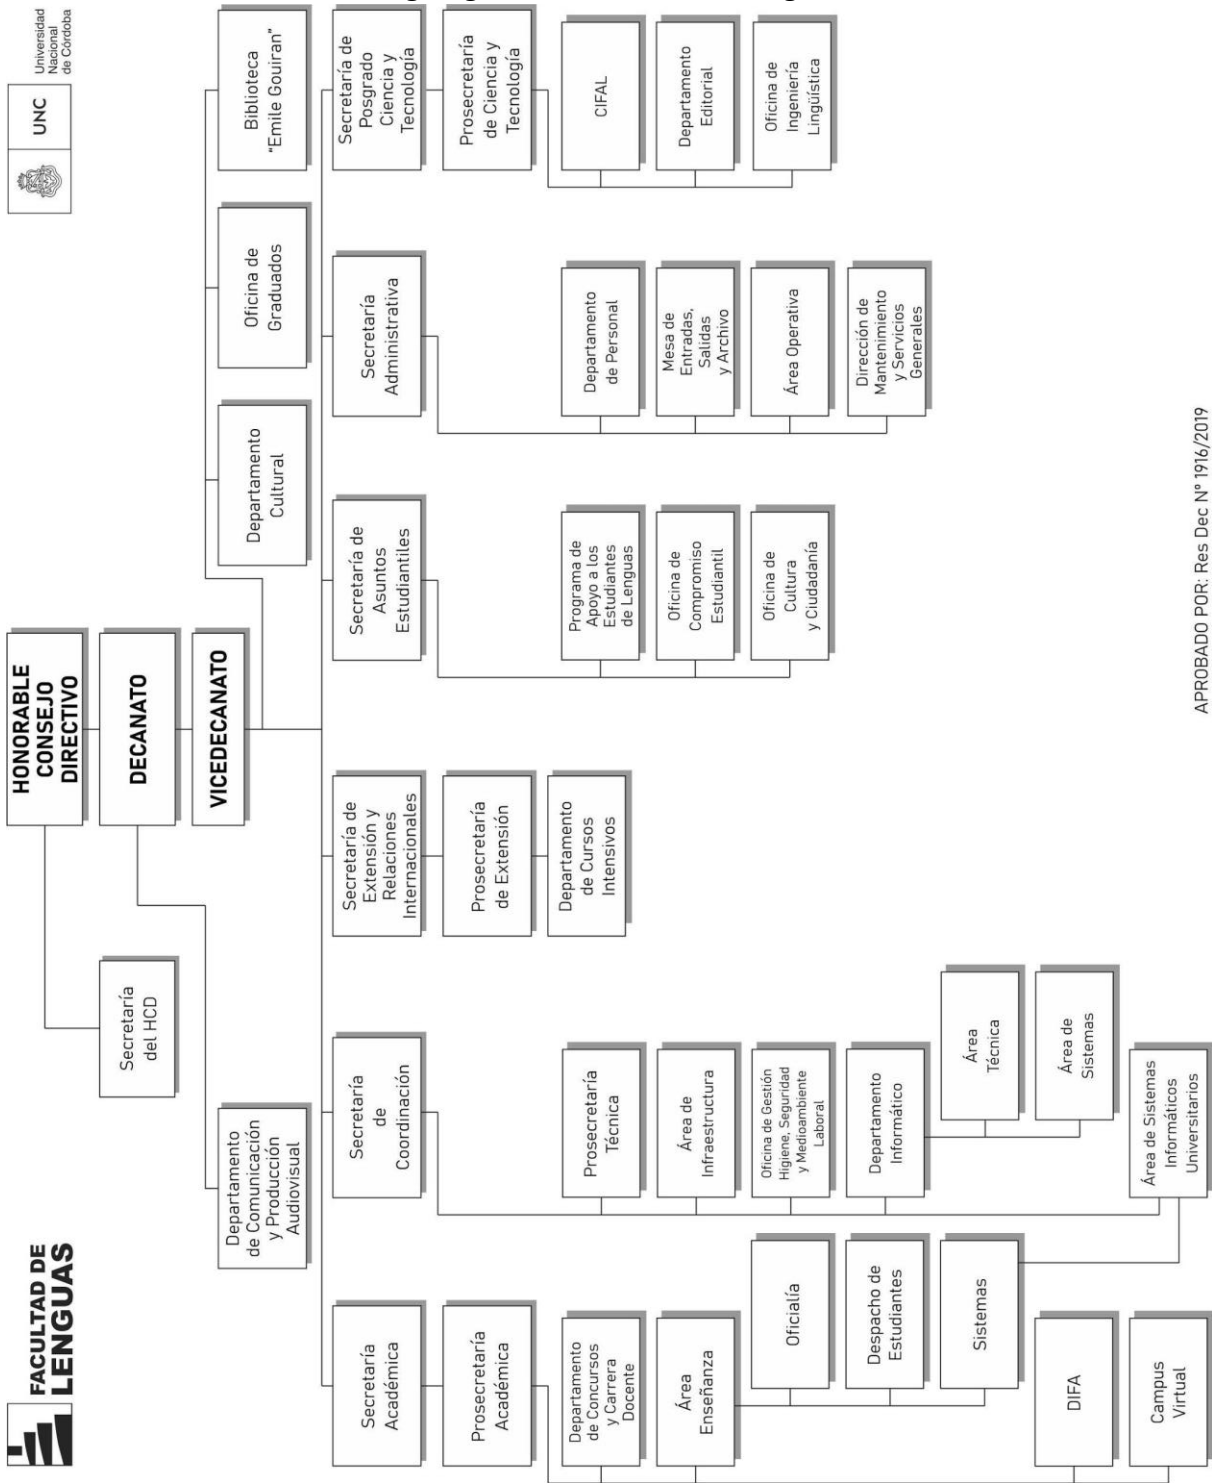 FACULTAD DE
LENGUAS
UNC
Universidad
Nacional
de Córdoba
HONORABLE
CONSEJO
DIRECTIVO
Secretaría
del HCD
DECANATO
VICEDECANATO
Departamento
de Comunicación
y Producción
Audiovisual
Departamento
Cultural
Oficina de
Graduados
Biblioteca
"Emile Gouiran"
Secretaría
Académica
Prosecretaría
Académica
Departamento
de Concursos
y Carrera
Docente
Área
Enseñanza
Oficialía
Despacho de
Estudiantes
Sistemas
DIFA
Campus
Virtual
Secretaría
de
Coordinación
Prosecretaría
Técnica
Área de
Infraestructura
Oficina de Gestión
Higiene, Seguridad
y Medioambiente
Laboral
Departamento
Informático
Área
Técnica
Área de
Sistemas
Área de Sistemas
Informáticos
Universitarios
Secretaría de
Extensión y
Relaciones
Internacionales
Prosecretaría
de Extensión
Departamento
de Cursos
Intensivos
Secretaría de
Asuntos
Estudiantiles
Programa de
Apoyo a los
Estudiantes
de Lenguas
Oficina de
Compromiso
Estudiantil
Oficina de
Cultura
y Ciudadanía
Secretaría
Administrativa
Departamento
de Personal
Mesa de
Entradas,
Salidas
y Archivo
Área Operativa
Dirección de
Mantenimiento
y Servicios
Generales
Secretaría de
Posgrado
Ciencia y
Tecnología
Prosecretaría
de Ciencia y
Tecnología
CIFAL
Departamento
Editorial
Oficina de
Ingeniería
Lingüística
APROBADO POR: Res Dec Nº 1916/2019